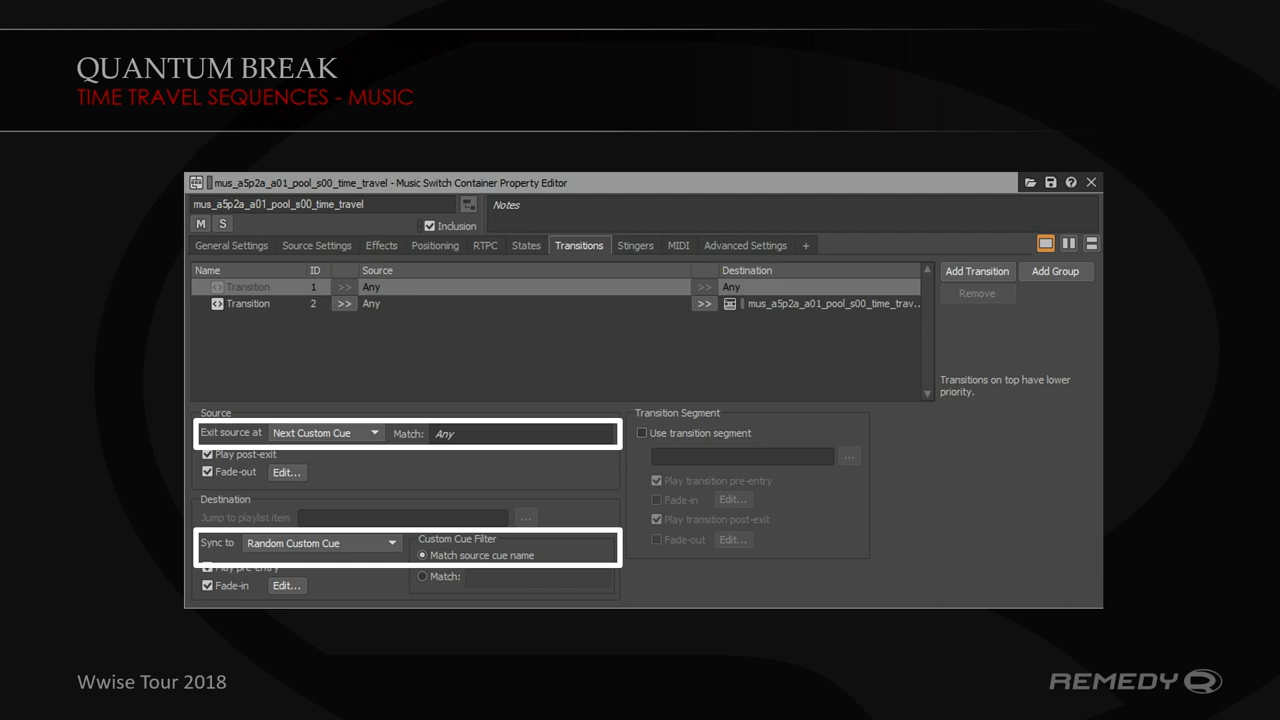 QUANTUM BREAK
TIME TRAVEL SEQUENCES - MUSIC
mus_a5p2a_a01_pool_s00_time_travel - Music Switch Container Property Editor
mus_a5p2a_a01_pool_s00_time_travel
Notes
M S
Inclusion
General Settings Source Settings Effects Positioning RTPC States Transitions Stingers MIDI Advanced Settings +
Name ID Source Destination
Transition 1 >> Any >> Any
Transition 2 >> Any >> mus_a5p2a_a01_pool_s00_time_trav...
Add Transition Add Group
Remove
Transitions on top have lower
priority.
Source
Exit source at Next Custom Cue Match: Any
Play post-exit
Fade-out Edit...
Destination
Jump to playlist item ...
Sync to Random Custom Cue
Custom Cue Filter
Match source cue name
Play pre-entry
Match:
Fade-in Edit...
Transition Segment
Use transition segment
...
Play transition pre-entry
Fade-in Edit...
Play transition post-exit
Fade-out Edit...
Wwise Tour 2018
REMEDY